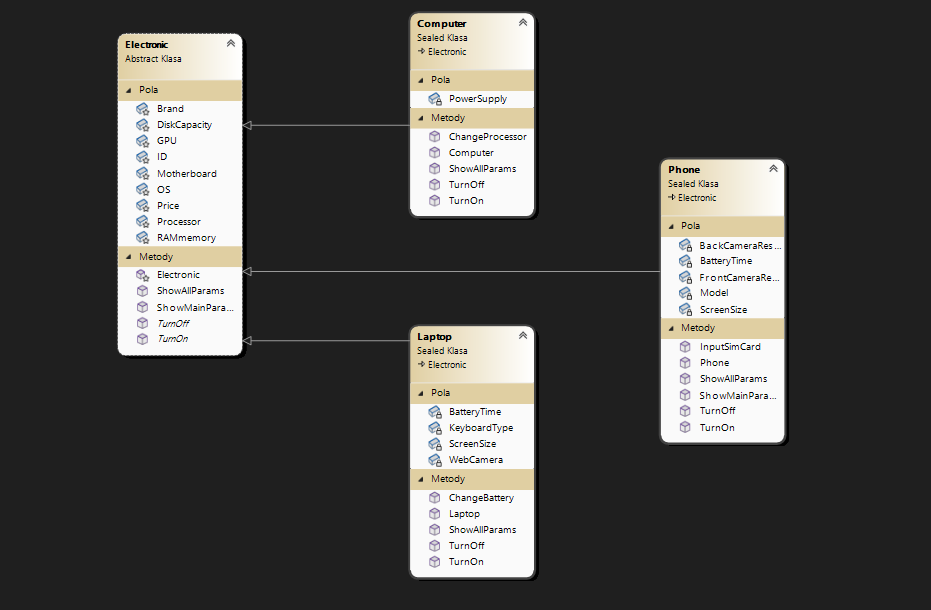 Electronic
Abstract Klasa
Pola
Brand
DiskCapacity
GPU
ID
Motherboard
OS
Price
Processor
RAMmemory
Metody
Electronic
ShowAllParams
ShowMainPara...
TurnOff
TurnOn
Computer
Sealed Klasa
Electronic
Pola
PowerSupply
Metody
ChangeProcessor
Computer
ShowAllParams
TurnOff
TurnOn
Laptop
Sealed Klasa
Electronic
Pola
BatteryTime
KeyboardType
ScreenSize
WebCamera
Metody
ChangeBattery
Laptop
ShowAllParams
TurnOff
TurnOn
Phone
Sealed Klasa
Electronic
Pola
BackCameraRes...
BatteryTime
FrontCameraRe...
Model
ScreenSize
Metody
InputSimCard
Phone
ShowAllParams
ShowMainPara...
TurnOff
TurnOn